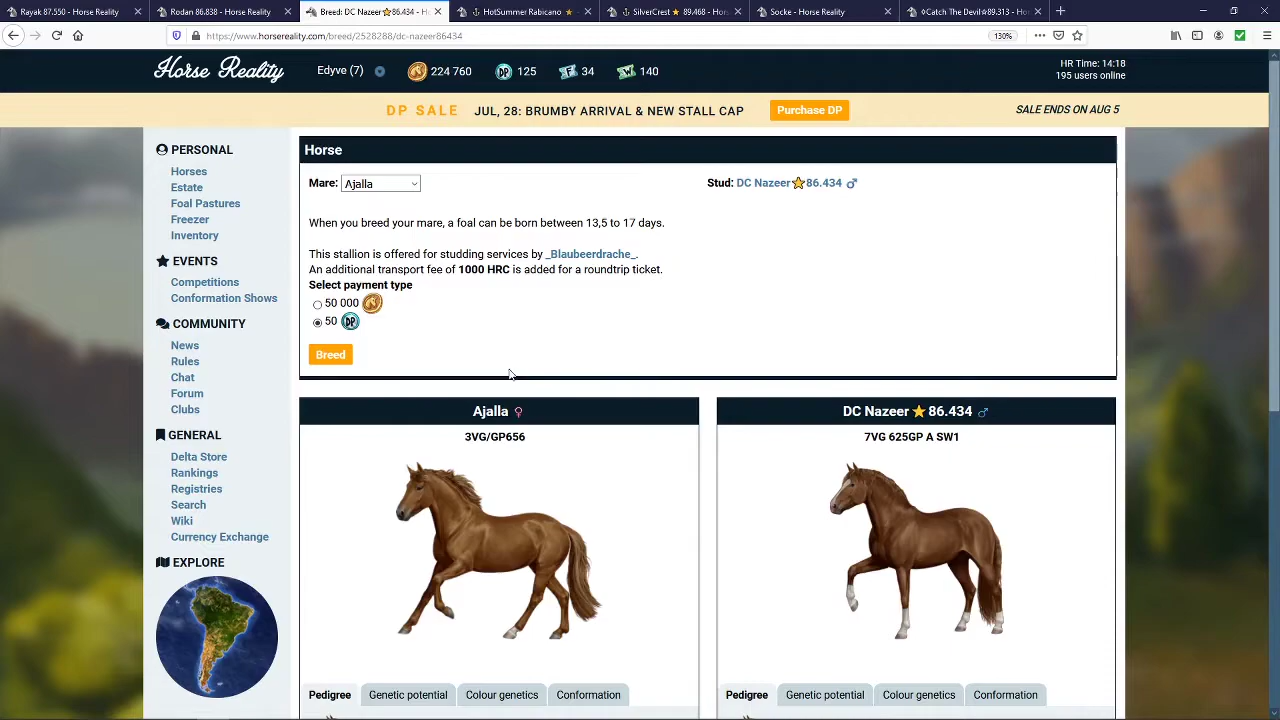 Rayak 87.550 - Horse Reality
Rodan 86.838 - Horse Reality
Breed: DC Nazeer⭐86.434 - H
HotSummer Rabicano ⭐
SilverCrest ⭐ 89.468 - Hors
Socke - Horse Reality
Catch The Devil☆89.313 - Ho
https://www.horsereality.com/breed/2528288/dc-nazeer86434
130%
Horse Reality
Edyve (7)
224 760
DP 125
34
140
HR Time: 14:18
195 users online
DP SALE JUL, 28: BRUMBY ARRIVAL & NEW STALL CAP Purchase DP SALE ENDS ON AUG 5
PERSONAL
Horses
Estate
Foal Pastures
Freezer
Inventory
EVENTS
Competitions
Conformation Shows
COMMUNITY
News
Rules
Chat
Forum
Clubs
GENERAL
Delta Store
Rankings
Registries
Search
Wiki
Currency Exchange
EXPLORE
Horse
Mare: Ajalla
Stud: DC Nazeer⭐86.434 ♂
When you breed your mare, a foal can be born between 13,5 to 17 days.
This stallion is offered for studding services by _Blaubeerdrache_.
An additional transport fee of 1000 HRC is added for a roundtrip ticket.
Select payment type
50 000
50 DP
Breed
Ajalla ♀
3VG/GP656
Pedigree Genetic potential Colour genetics Conformation
DC Nazeer ⭐ 86.434 ♂
7VG 625GP A SW1
Pedigree Genetic potential Colour genetics Conformation